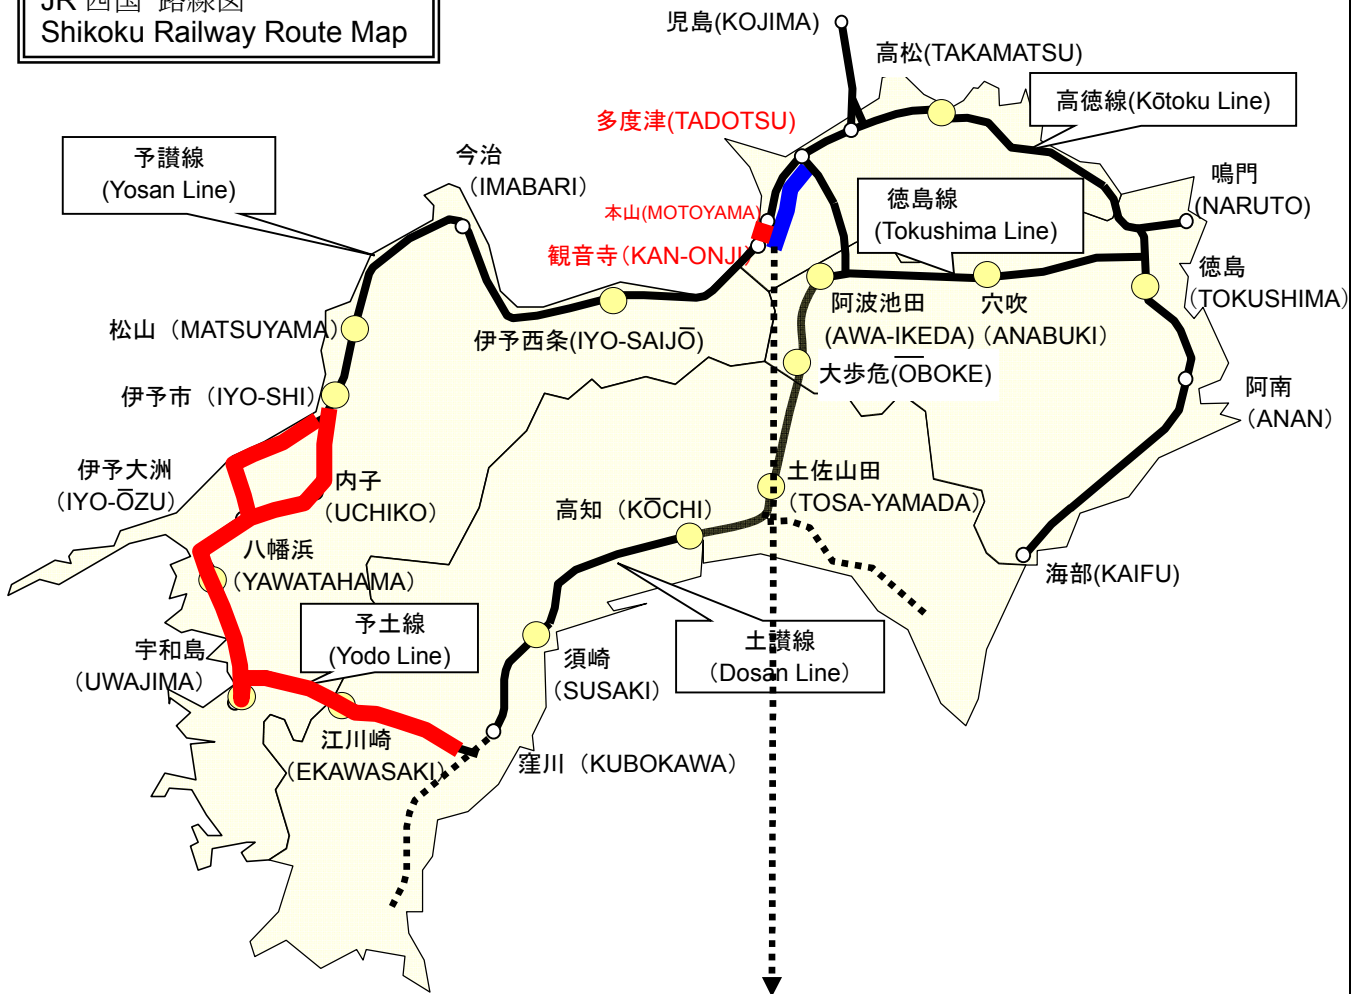 JR 四国 路線図
Shikoku Railway Route Map
児島(KOJIMA)
高松(TAKAMATSU)
高徳線(Kōtoku Line)
多度津(TADOTSU)
予讃線
(Yosan Line)
今治
（IMABARI）
鳴門
(NARUTO)
徳島線
(Tokushima Line)
本山(MOTOYAMA)
観音寺(KAN-ONJI)
徳島
（TOKUSHIMA）
阿波池田
(AWA-IKEDA)
穴吹
（ANABUKI）
松山（MATSUYAMA）
伊予西条(IYO-SAIJŌ)
大歩危(ŌBOKE)
伊予市（IYO-SHI）
阿南
（ANAN）
伊予大洲
（IYO-ŌZU）
内子
（UCHIKO）
土佐山田
（TOSA-YAMADA）
高知（KŌCHI）
八幡浜
（YAWATAHAMA）
海部(KAIFU)
予土線
(Yodo Line)
宇和島
（UWAJIMA）
須崎
（SUSAKI）
土讃線
（Dosan Line）
江川崎
（EKAWASAKI）
窪川（KUBOKAWA）